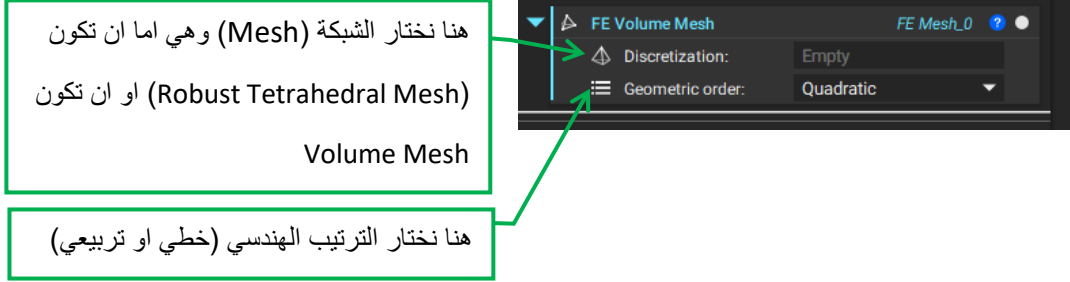 هنا نختار الشبكة (Mesh) وهي اما ان تكون
(Robust Tetrahedral Mesh) او ان تكون
Volume Mesh
هنا نختار الترتيب الهندسي (خطي او تربيعي)
FE Volume Mesh FE Mesh_0 ?
Discretization: Empty
Geometric order: Quadratic